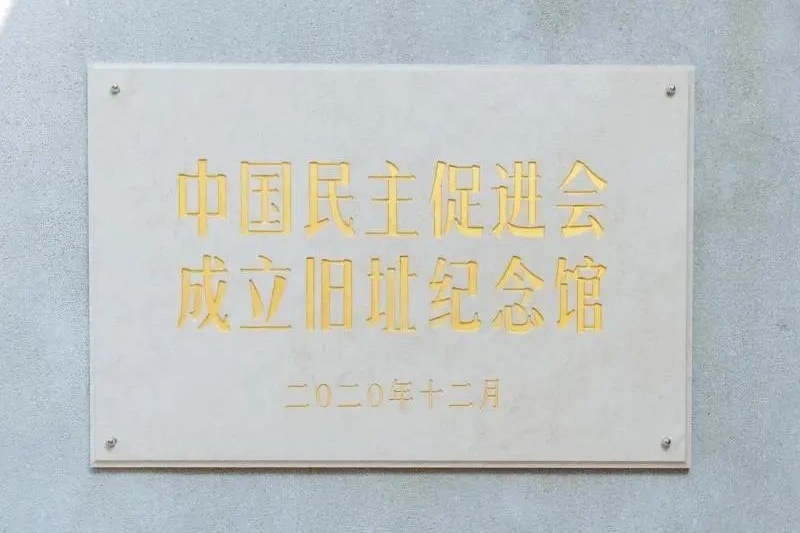 中国民主促进会
成立旧址纪念馆
二〇二〇年十二月